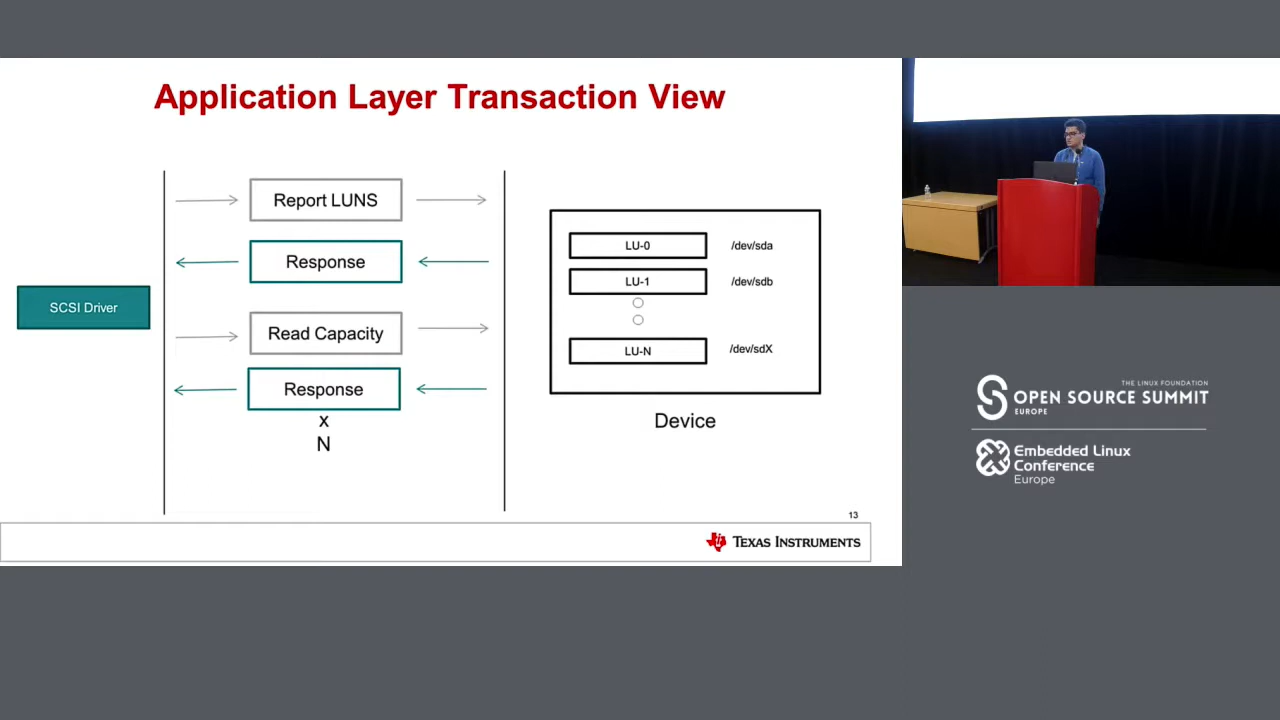 Application Layer Transaction View
Report LUNS
Response
SCSI Driver
Read Capacity
Response
x
N
LU-0 /dev/sda
LU-1 /dev/sdb
LU-N /dev/sdX
Device
13
TEXAS INSTRUMENTS
THE LINUX FOUNDATION
OPEN SOURCE SUMMIT
EUROPE
Embedded Linux
Conference
Europe